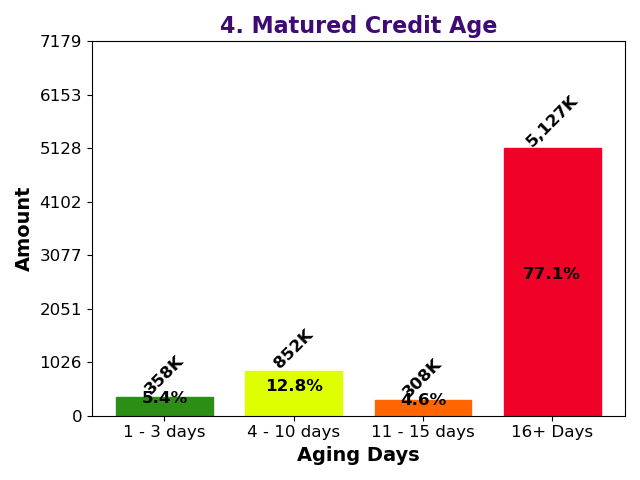 4. Matured Credit Age
Amount
7179
6153
5128
4102
3077
2051
1026
0
358K
5.4%
852K
12.8%
308K
4.6%
5,127K
77.1%
1 - 3 days
4 - 10 days
11 - 15 days
16+ Days
Aging Days